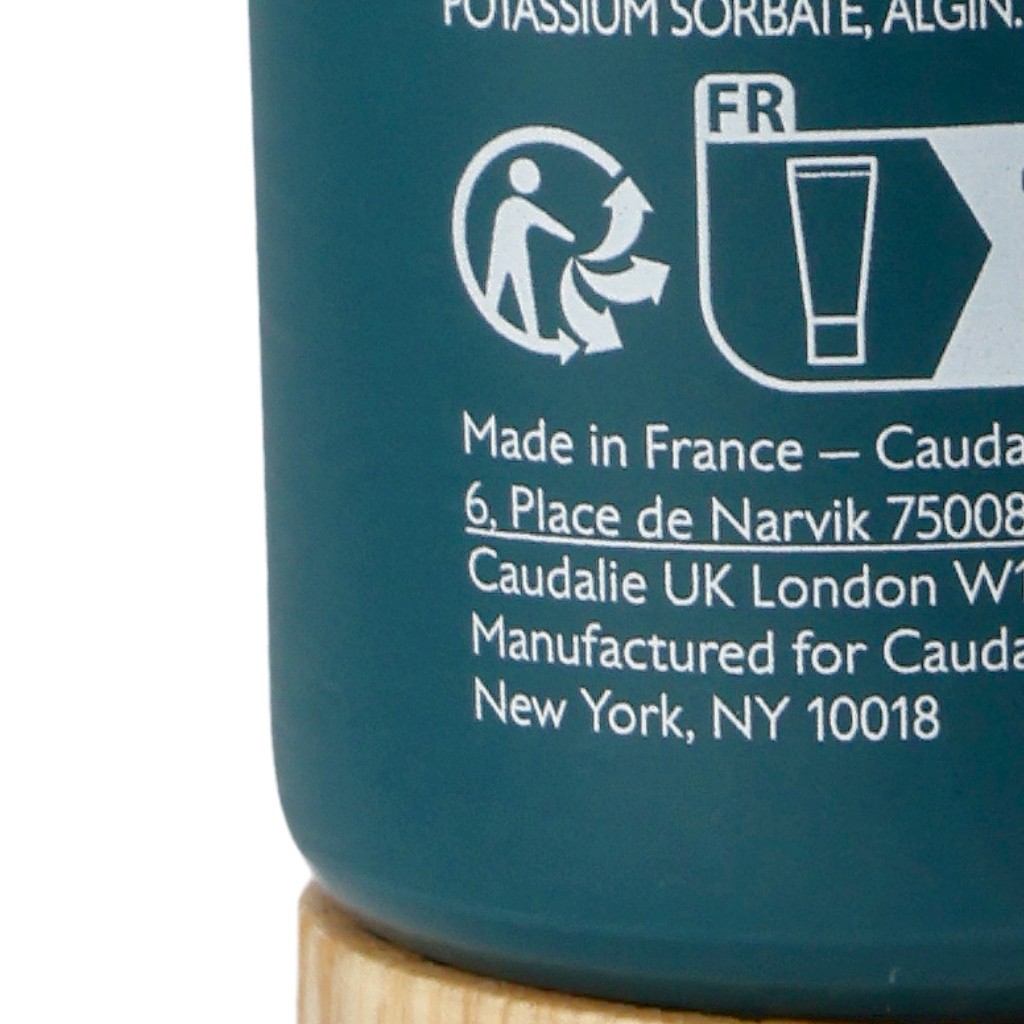 POTASSIUM SORBATE, ALGIN.
FR
Made in France — Cauda
6, Place de Narvik 75008
Caudalie UK London W1
Manufactured for Cauda
New York, NY 10018